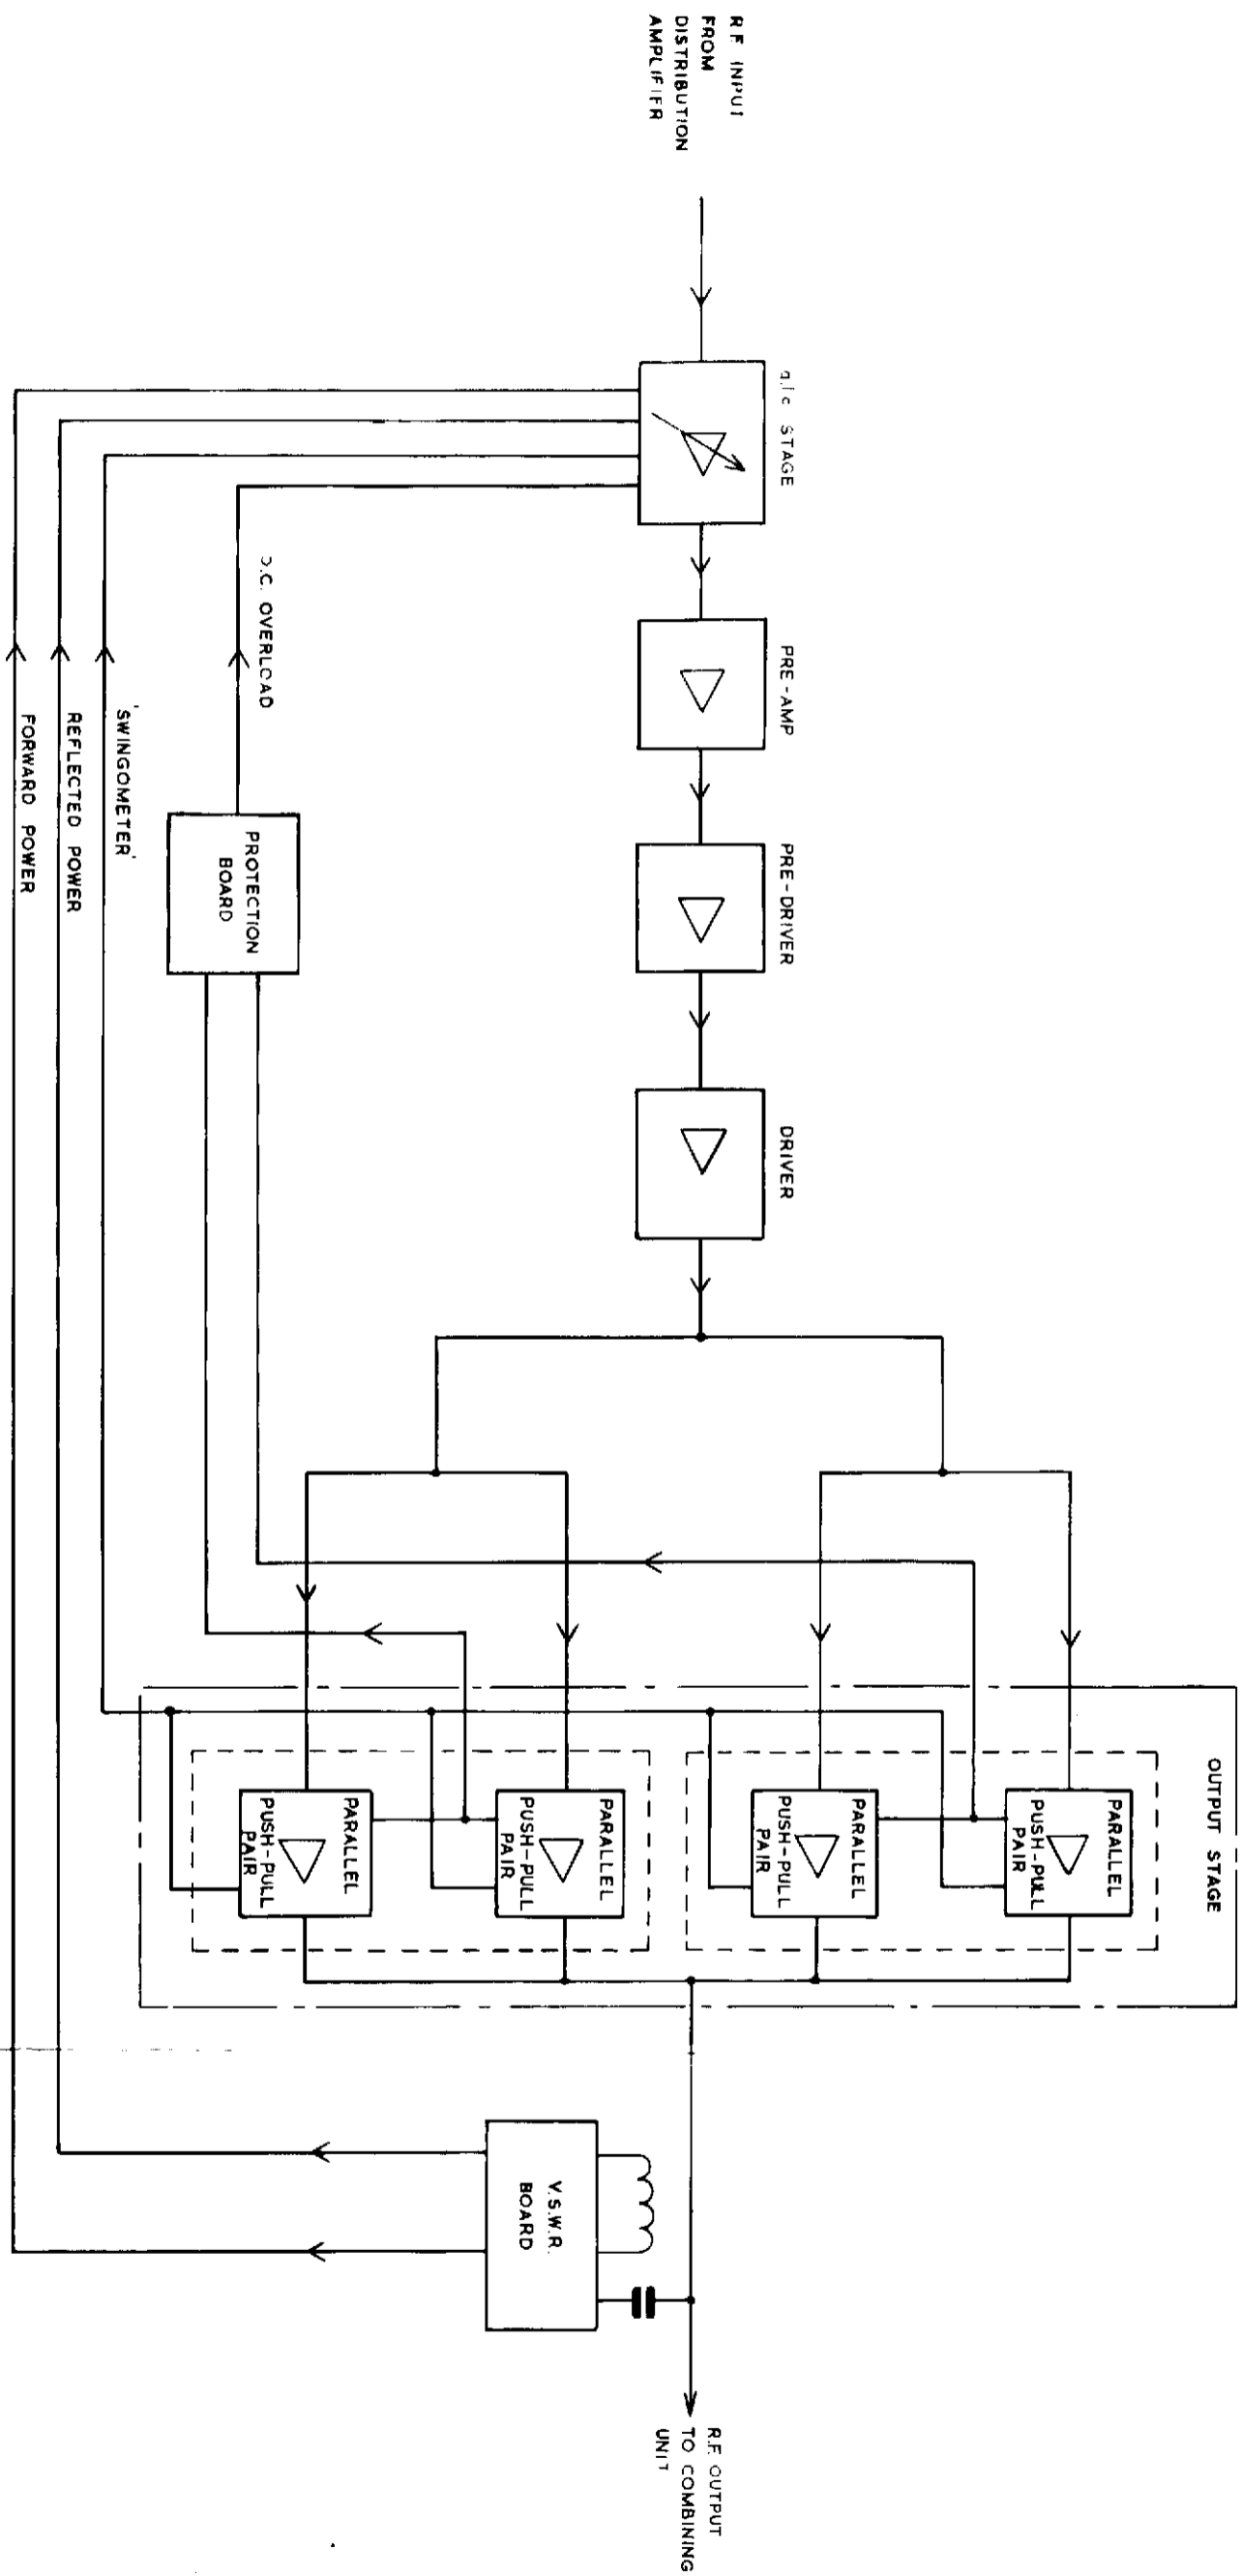 R.F. INPUT
FROM
DISTRIBUTION
AMPLIFIER
STAGE
PRE-AMP
PRE-DRIVER
DRIVER
OUTPUT STAGE
PARALLEL
PUSH-PULL
PAIR
PARALLEL
PUSH-PULL
PAIR
PARALLEL
PUSH-PULL
PAIR
PARALLEL
PUSH-PULL
PAIR
D.C. OVERLOAD
PROTECTION
BOARD
'SWINGOMETER'
REFLECTED POWER
FORWARD POWER
V.S.W.R.
BOARD
R.F. OUTPUT
TO COMBINING
UNIT